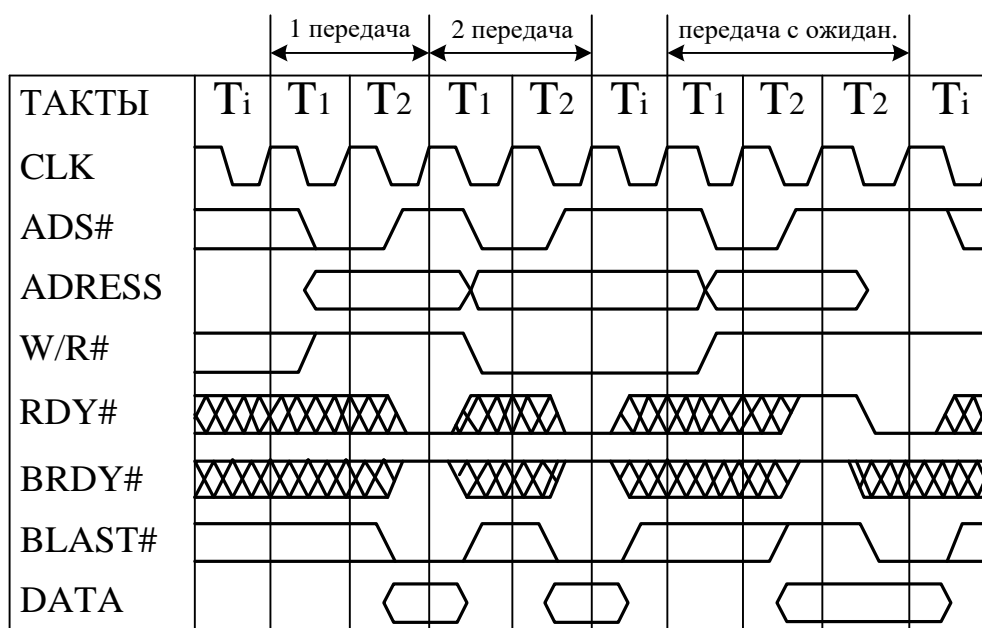 1 передача 2 передача передача с ожидан.
ТАКТЫ Ti T1 T2 T1 T2 Ti T1 T2 T2 Ti
CLK
ADS#
ADRESS
W/R#
RDY#
BRDY#
BLAST#
DATA